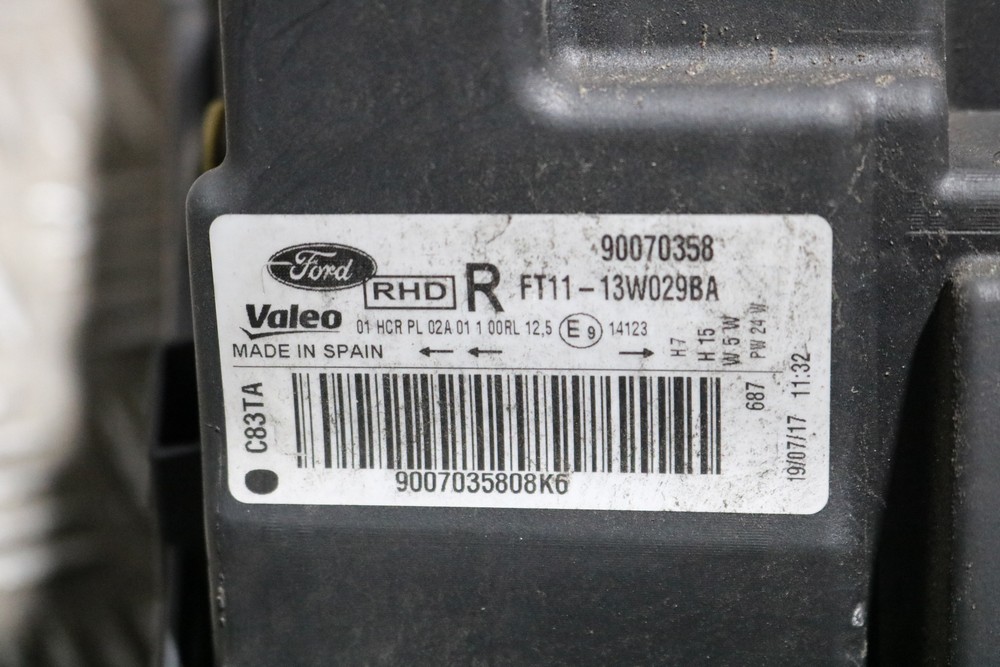 90070358
Ford
RHD R FT11-13W029BA
Valeo 01 HCR PL 02A 01 1 00RL 12,5 E9 14123
MADE IN SPAIN ← ← →
H7
H 15
W 5 W
PW 24 W
C83TA
687
19/07/17 11:32
9007035808K6